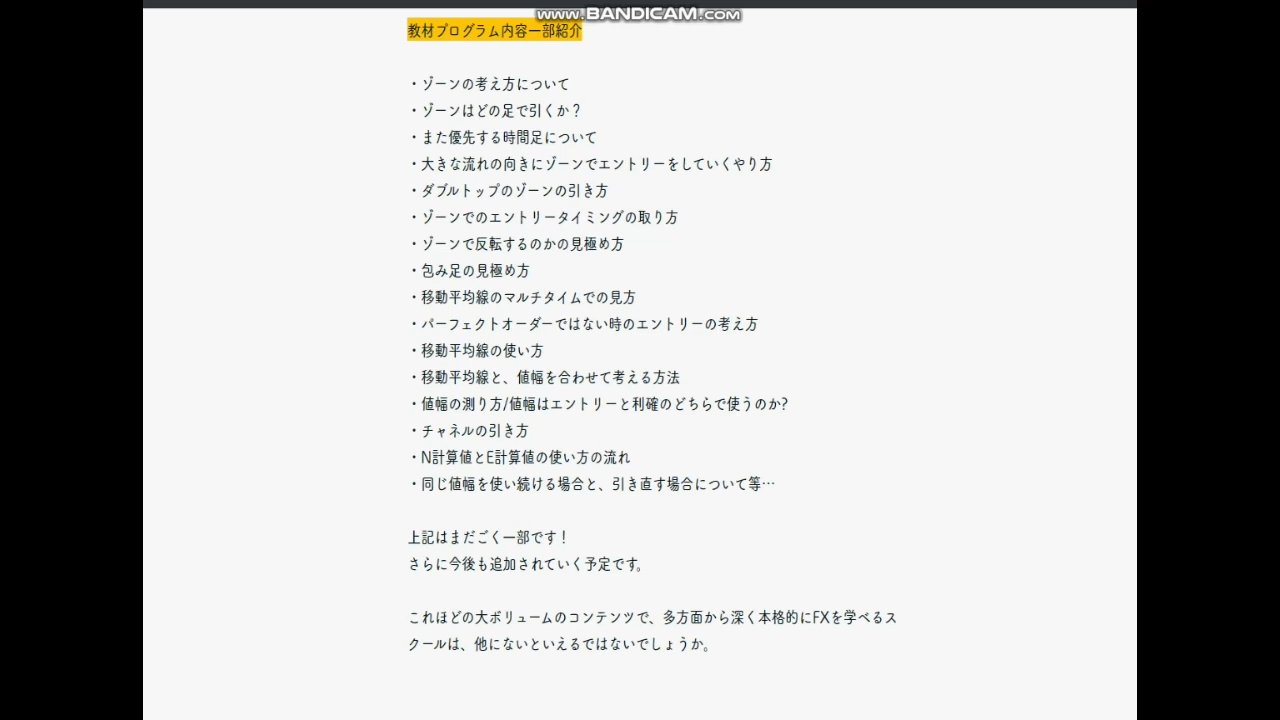 www.BANDICAM.com
教材プログラム内容一部紹介
・ゾーンの考え方について
・ゾーンはどの足で引くか？
・また優先する時間足について
・大きな流れの向きにゾーンでエントリーをしていくやり方
・ダブルトップのゾーンの引き方
・ゾーンでのエントリータイミングの取り方
・ゾーンで反転するのかの見極め方
・包み足の見極め方
・移動平均線のマルチタイムでの見方
・パーフェクトオーダーではない時のエントリーの考え方
・移動平均線の使い方
・移動平均線と、値幅を合わせて考える方法
・値幅の測り方/値幅はエントリーと利確のどちらで使うのか?
・チャネルの引き方
・N計算値とE計算値の使い方の流れ
・同じ値幅を使い続ける場合と、引き直す場合について等…
上記はまだごく一部です！
さらに今後も追加されていく予定です。
これほどの大ボリュームのコンテンツで、多方面から深く本格的にFXを学べるス
クールは、他にないといえるではないでしょうか。